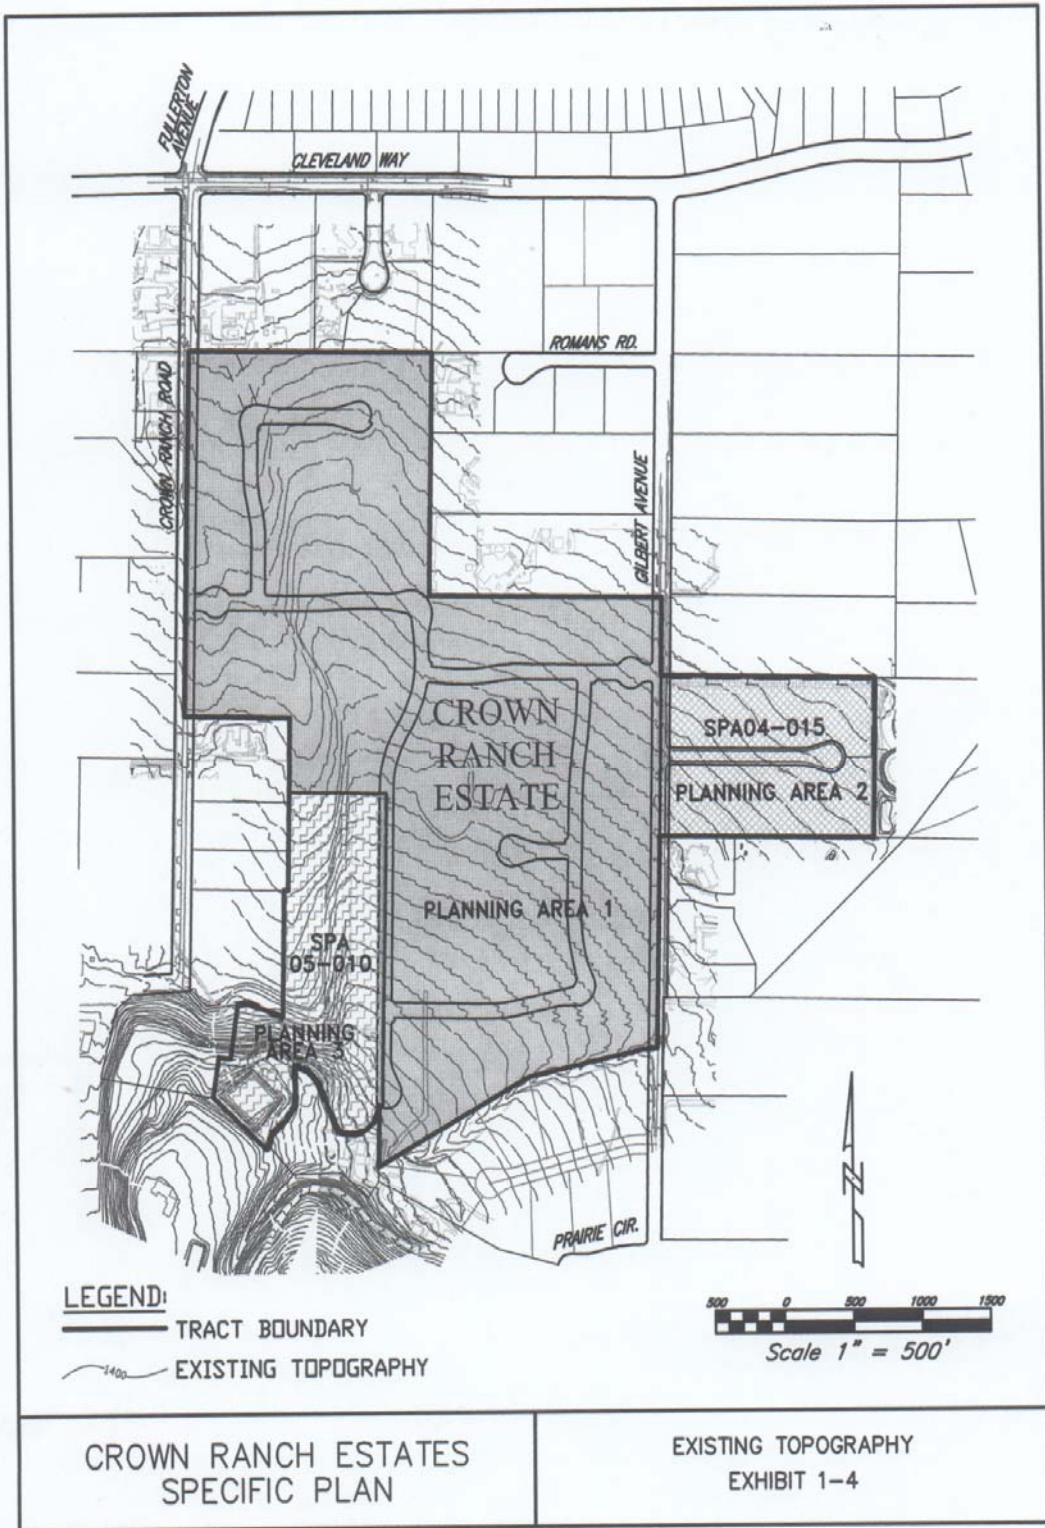 FULLERTON
AVENUE
CLEVELAND WAY
ROMANS RD.
CROWN RANCH ROAD
GILBERT AVENUE
CROWN
RANCH
ESTATE
SPA04-015
PLANNING AREA 2
PLANNING AREA 1
SPA
05-010
PLANNING
AREA 3
PRAIRIE CIR.
LEGEND:
TRACT BOUNDARY
1400
EXISTING TOPOGRAPHY
N
500 0 500 1000 1500
Scale 1" = 500'
CROWN RANCH ESTATES
SPECIFIC PLAN
EXISTING TOPOGRAPHY
EXHIBIT 1-4